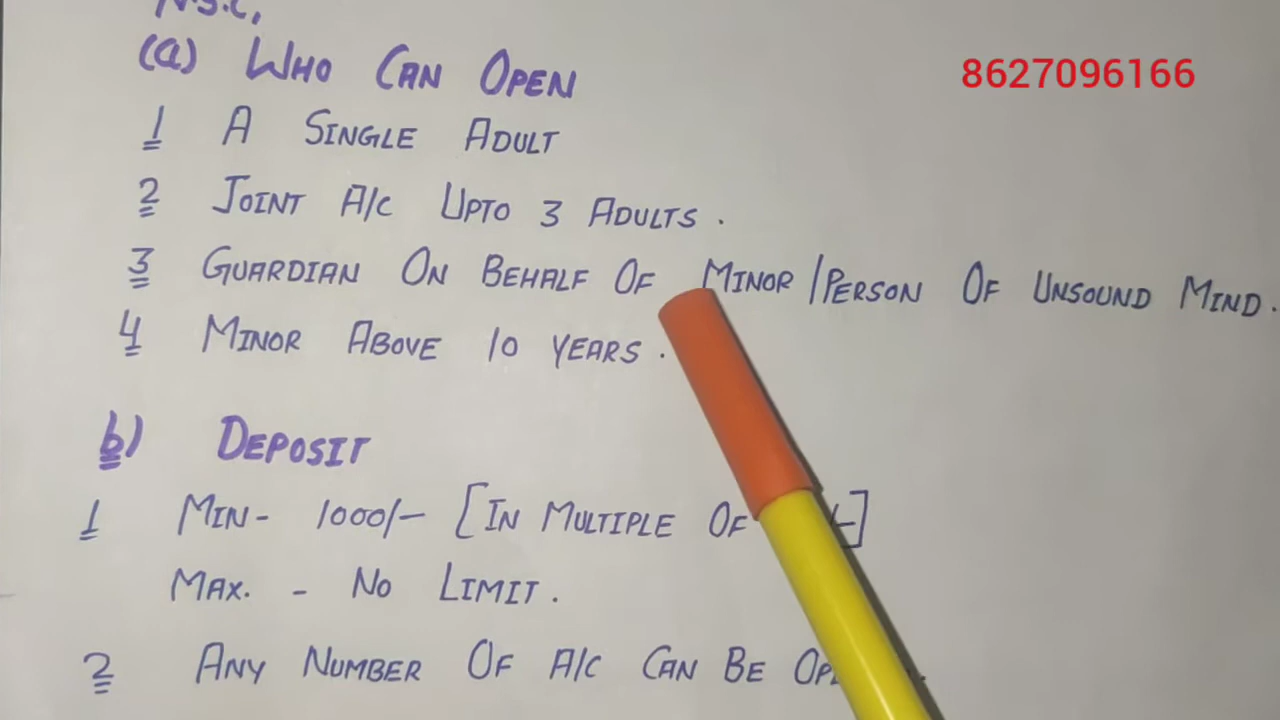 N.S.C,
(a) WHO CAN OPEN
8627096166
1 A SINGLE ADULT
2 JOINT A/C UPTO 3 ADULTS.
3 GUARDIAN ON BEHALF OF MINOR/PERSON OF UNSOUND MIND.
4 MINOR ABOVE 10 YEARS.
b) DEPOSIT
1 MIN- 1000/- [IN MULTIPLE OF
MAX. - NO LIMIT.
2 ANY NUMBER OF A/C CAN BE